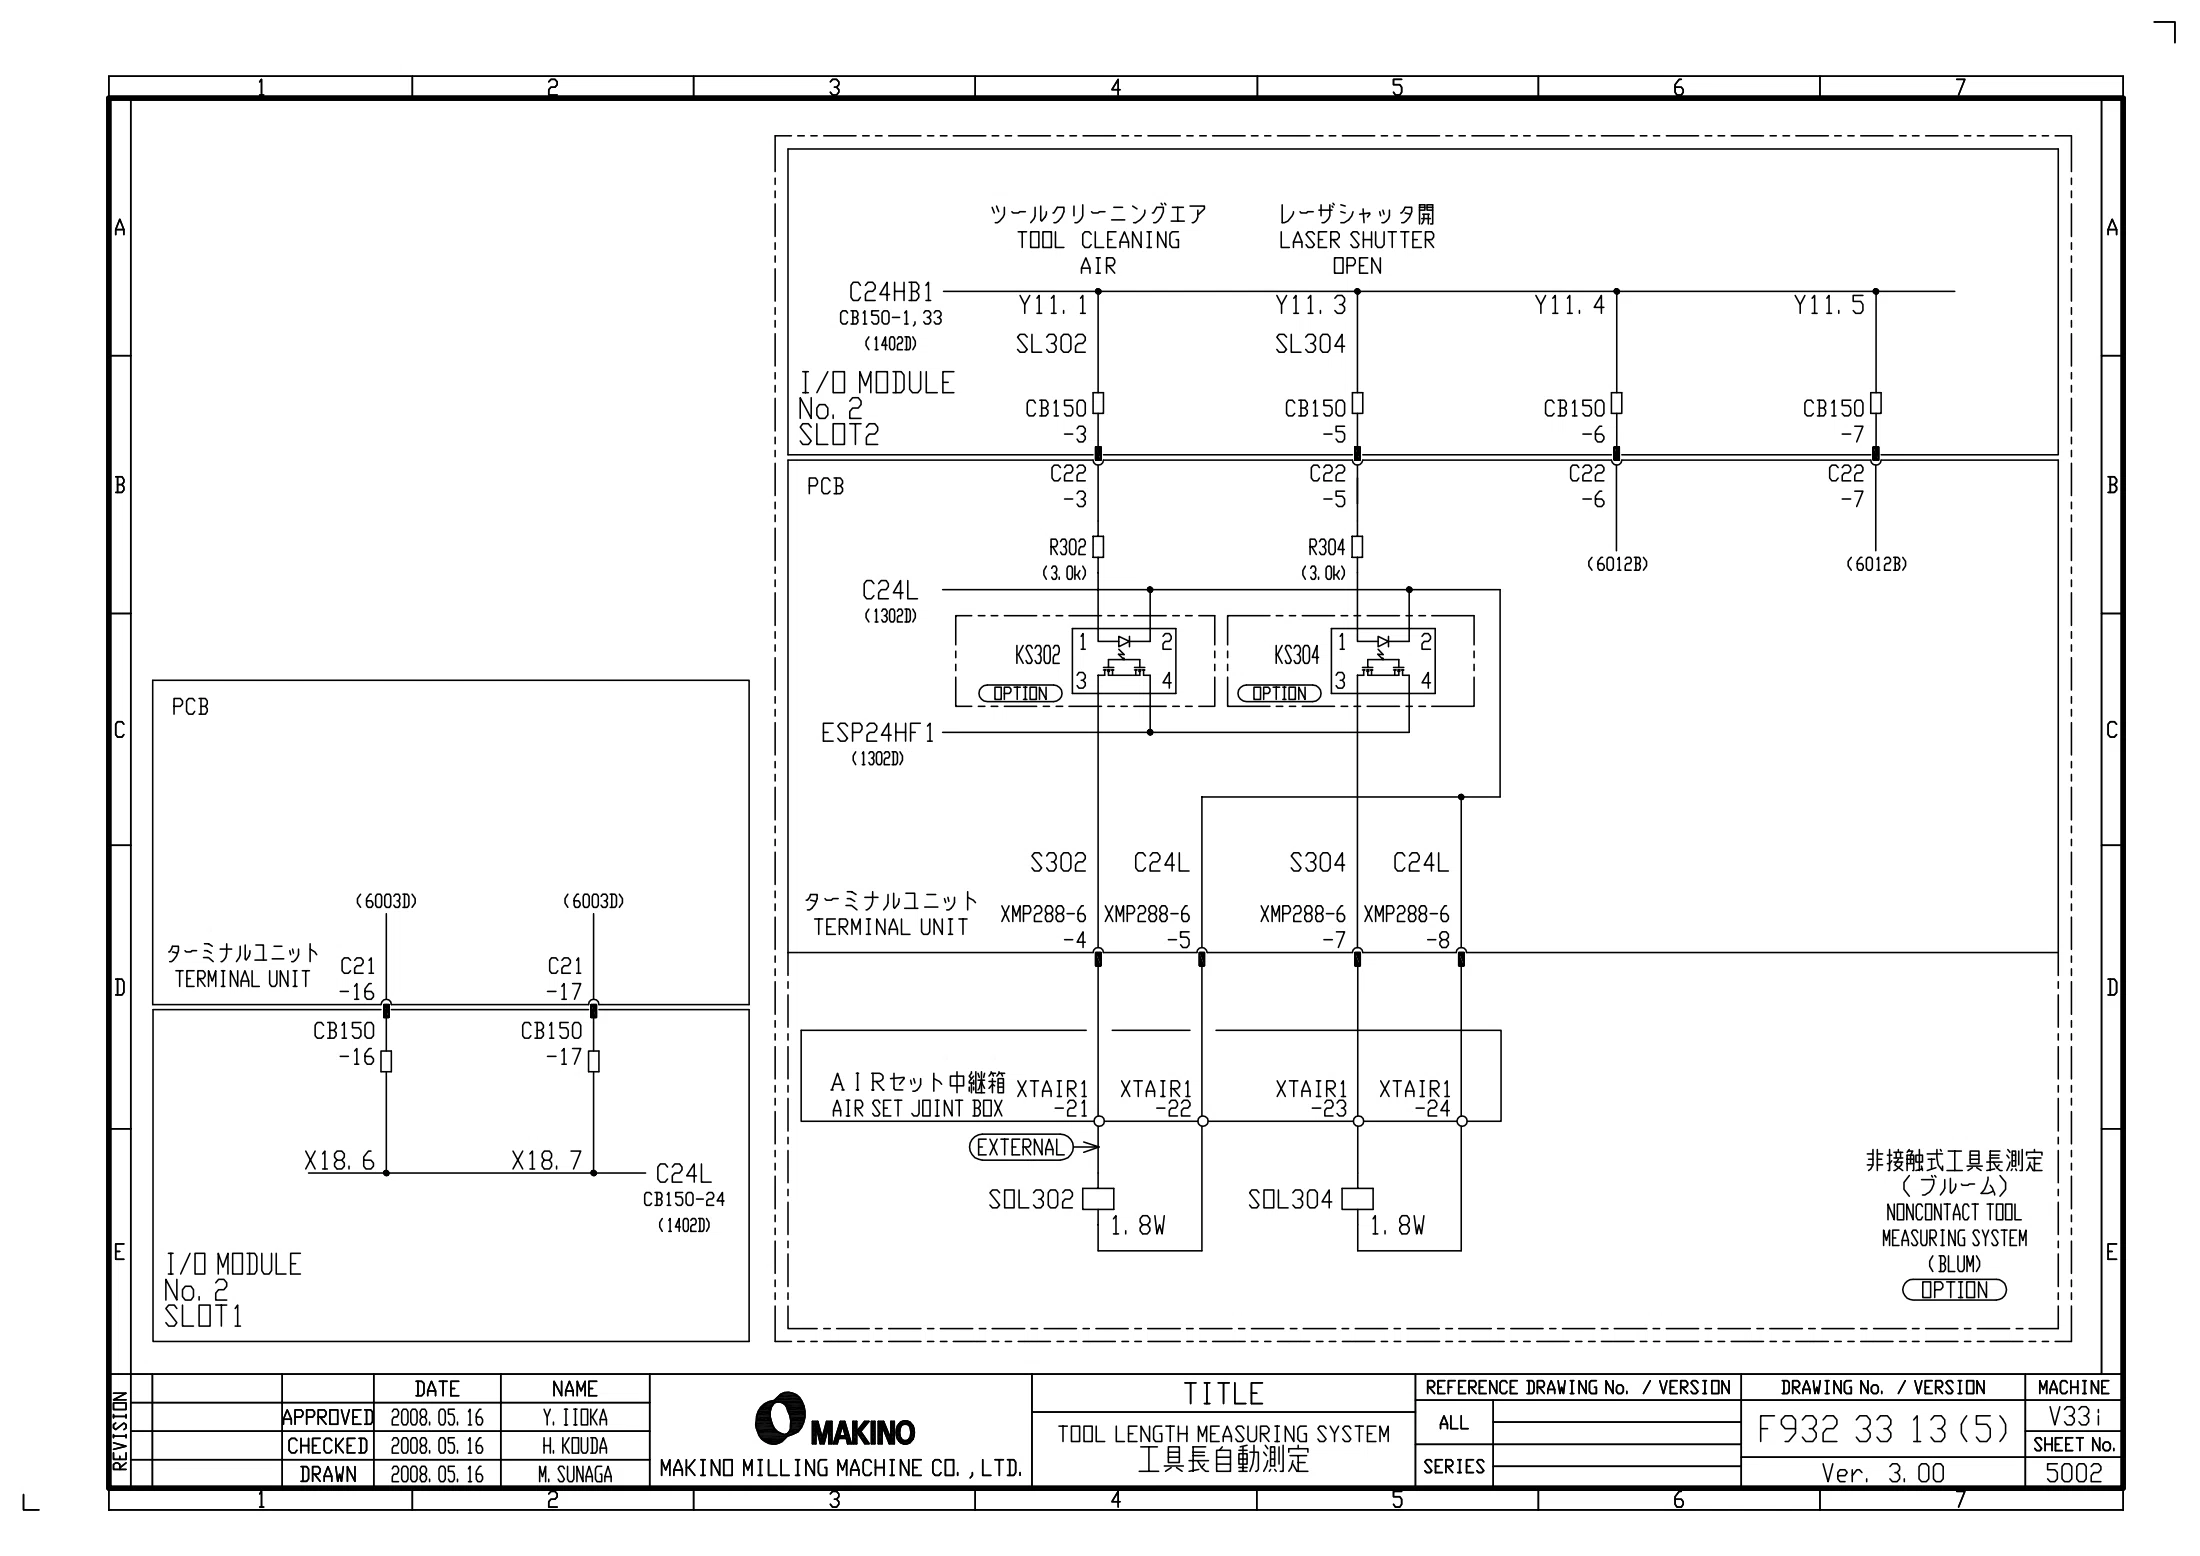 1 2 3 4 5 6 7
A
B
C
D
E
A
B
C
D
E
ツールクリーニングエア
TOOL CLEANING
AIR
レーザシャッタ開
LASER SHUTTER
OPEN
C24HB1
CB150-1,33
(1402D)
Y11.1
SL302
Y11.3
SL304
Y11.4
Y11.5
I/O MODULE
No.2
SLOT2
CB150
-3
CB150
-5
CB150
-6
CB150
-7
PCB
C22
-3
C22
-5
C22
-6
C22
-7
R302
(3.0k)
R304
(3.0k)
(6012B)
(6012B)
C24L
(1302D)
KS302
OPTION
1 2
3 4
KS304
OPTION
1 2
3 4
ESP24HF1
(1302D)
S302
C24L
S304
C24L
ターミナルユニット
TERMINAL UNIT
XMP288-6
-4
XMP288-6
-5
XMP288-6
-7
XMP288-6
-8
AIRセット中継箱
AIR SET JOINT BOX
XTAIR1
-21
XTAIR1
-22
XTAIR1
-23
XTAIR1
-24
EXTERNAL
SOL302
1.8W
SOL304
1.8W
非接触式工具長測定
(ブルーム)
NONCONTACT TOOL
MEASURING SYSTEM
(BLUM)
OPTION
PCB
(6003D)
(6003D)
ターミナルユニット
TERMINAL UNIT
C21
-16
C21
-17
CB150
-16
CB150
-17
X18.6
X18.7
C24L
CB150-24
(1402D)
I/O MODULE
No.2
SLOT1
REVISION
DATE NAME
APPROVED 2008.05.16 Y.IIOKA
CHECKED 2008.05.16 H.KOUDA
DRAWN 2008.05.16 M.SUNAGA
MAKINO
MAKINO MILLING MACHINE CO.,LTD.
TITLE
TOOL LENGTH MEASURING SYSTEM
工具長自動測定
REFERENCE DRAWING No. / VERSION
ALL
SERIES
DRAWING No. / VERSION
F932 33 13(5)
Ver. 3.00
MACHINE
V33i
SHEET No.
5002
1 2 3 4 5 6 7